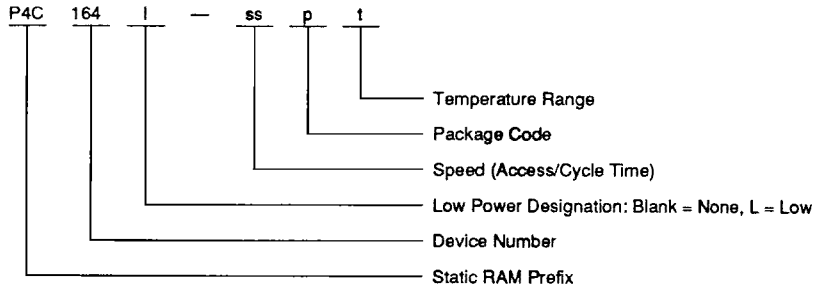 P4C 164 l — ss p t
Temperature Range
Package Code
Speed (Access/Cycle Time)
Low Power Designation: Blank = None, L = Low
Device Number
Static RAM Prefix